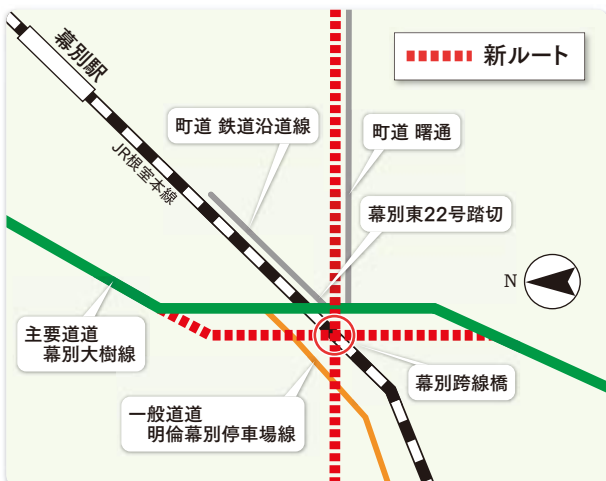 新ルート
幕別駅
町道 鉄道沿道線
町道 曙通
JR根室本線
幕別東22号踏切
N
主要道道
幕別大樹線
幕別跨線橋
一般道道
明倫幕別停車場線